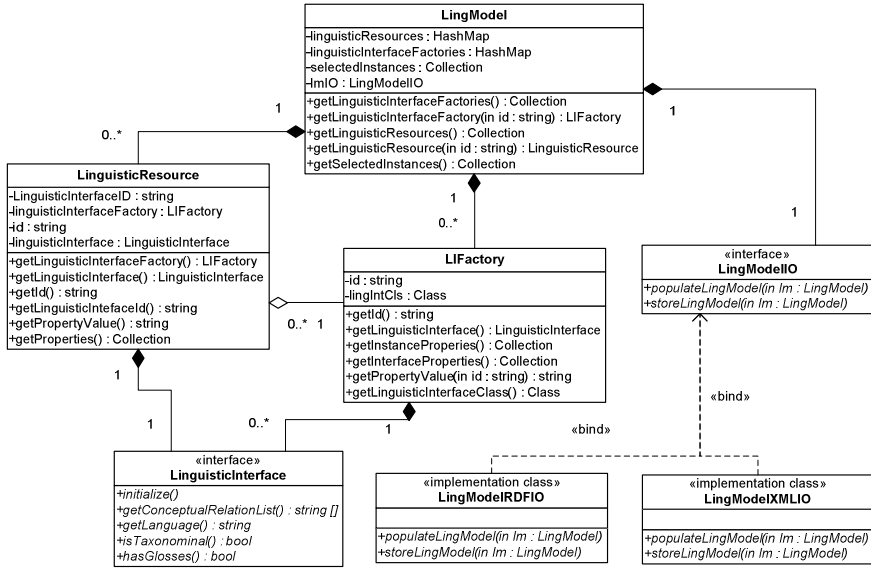 LingModel
-linguisticResources : HashMap
-linguisticInterfaceFactories : HashMap
-selectedInstances : Collection
-lmIO : LingModelIO
+getLinguisticInterfaceFactories() : Collection
+getLinguisticInterfaceFactory(in id : string) : LIFactory
+getLinguisticResources() : Collection
+getLinguisticResource(in id : string) : LinguisticResource
+getSelectedInstances() : Collection
1
0..*
1
0..*
1
1
LinguisticResource
-LinguisticInterfaceID : string
-linguisticInterfaceFactory : LIFactory
-id : string
-linguisticInterface : LinguisticInterface
+getLinguisticInterfaceFactory() : LIFactory
+getLinguisticInterface() : LinguisticInterface
+getId() : string
+getLinguisticIntefaceId() : string
+getPropertyValue() : string
+getProperties() : Collection
0..*
1
LIFactory
-id : string
-lingIntCls : Class
+getId() : string
+getLinguisticInterface() : LinguisticInterface
+getInstanceProperies() : Collection
+getInterfaceProperties() : Collection
+getPropertyValue(in id : string) : string
+getLinguisticInterfaceClass() : Class
«interface»
LingModelIO
+populateLingModel(in lm : LingModel)
+storeLingModel(in lm : LingModel)
1
1
0..*
1
«bind»
«bind»
«interface»
LinguisticInterface
+initialize()
+getConceptualRelationList() : string []
+getLanguage() : string
+isTaxonominal() : bool
+hasGlosses() : bool
«implementation class»
LingModelRDFIO
+populateLingModel(in lm : LingModel)
+storeLingModel(in lm : LingModel)
«implementation class»
LingModelXMLIO
+populateLingModel(in lm : LingModel)
+storeLingModel(in lm : LingModel)